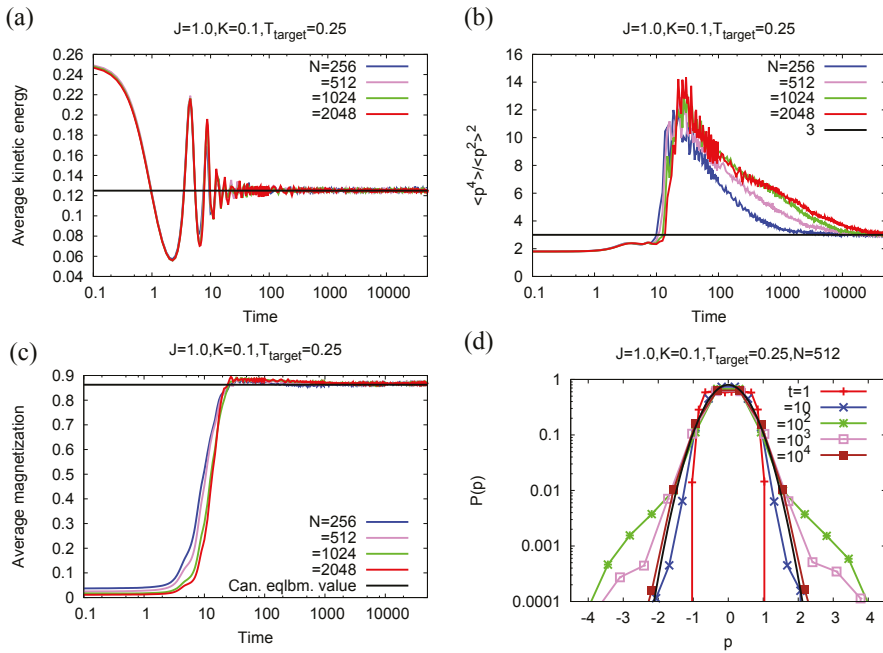 (a)
J=1.0,K=0.1,T_target=0.25
Average kinetic energy
0.26
0.24
0.22
0.20
0.18
0.16
0.14
0.12
0.10
0.08
0.06
0.04
N=256
=512
=1024
=2048
0.1 1 10 100 1000 10000
Time
(b)
J=1.0,K=0.1,T_target=0.25
<p^4>/<p^2>^2
16
14
12
10
8
6
4
2
0
N=256
=512
=1024
=2048
3
0.1 1 10 100 1000 10000
Time
(c)
J=1.0,K=0.1,T_target=0.25
Average magnetization
0.9
0.8
0.7
0.6
0.5
0.4
0.3
0.2
0.1
0
N=256
=512
=1024
=2048
Can. eqlbm. value
0.1 1 10 100 1000 10000
Time
(d)
J=1.0,K=0.1,T_target=0.25,N=512
P(p)
1
0.1
0.01
0.001
0.0001
t=1
=10
=10^2
=10^3
=10^4
-4 -3 -2 -1 0 1 2 3 4
p